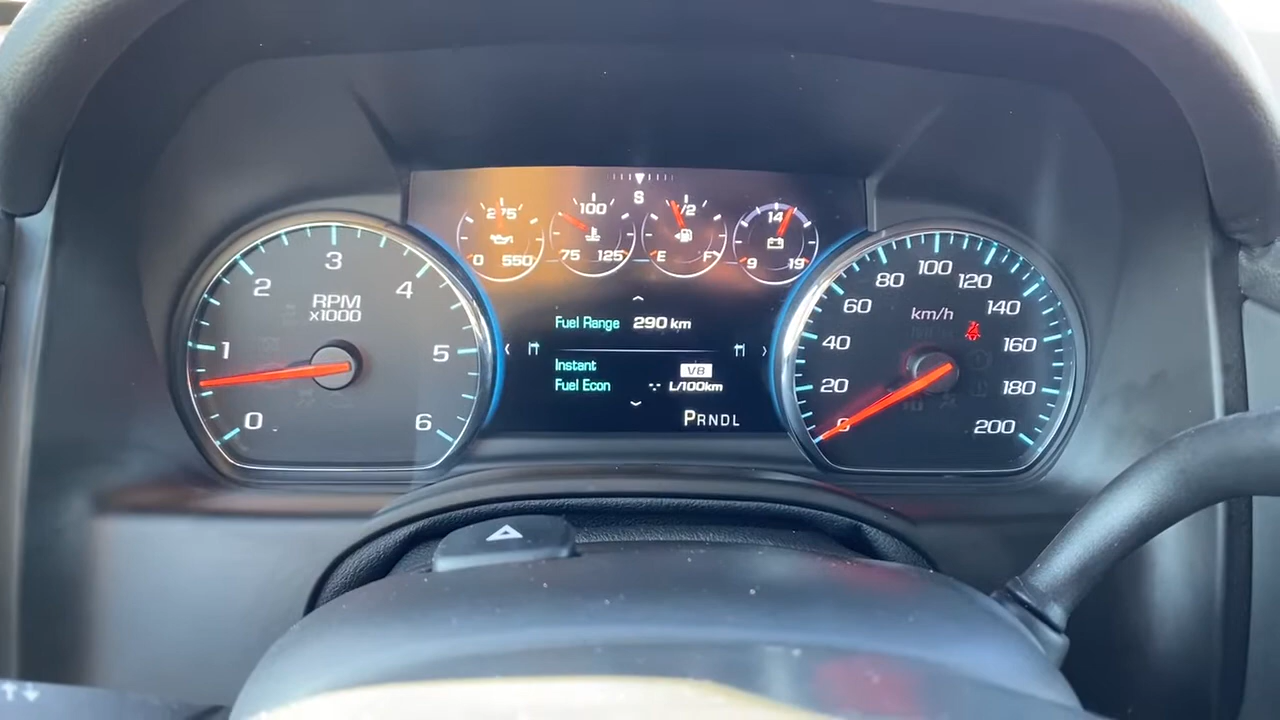 S
275
0 550
100
75 125
1/2
E F
14
9 19
0 1 2 3 4 5 6
RPM
x1000
Fuel Range 290 km
Instant
Fuel Econ
V8
L/100km
PRNDL
0 20 40 60 80 100 120 140 160 180 200
km/h